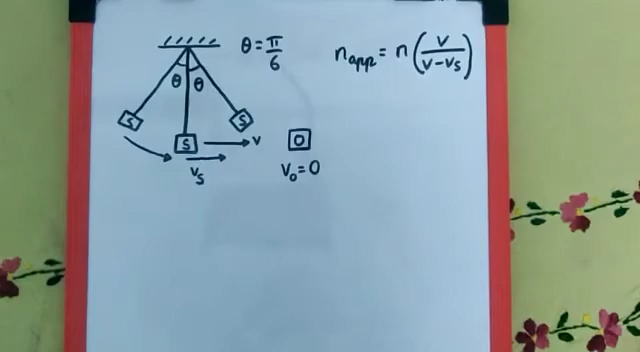 θ = π/6
n_app = n (v / (v - v_s))
θ θ
S S
S v
O
v_s
v_o = 0